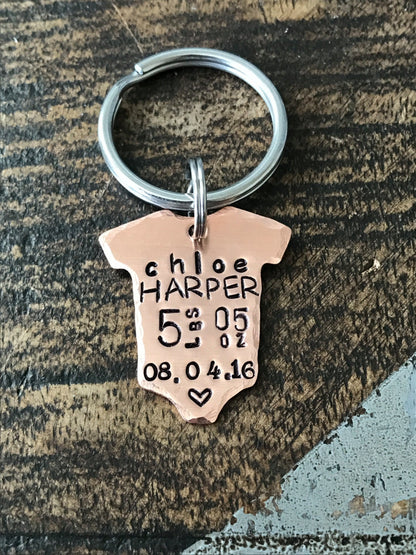 chloe
HARPER
5 LBS 05 OZ
08.04.16